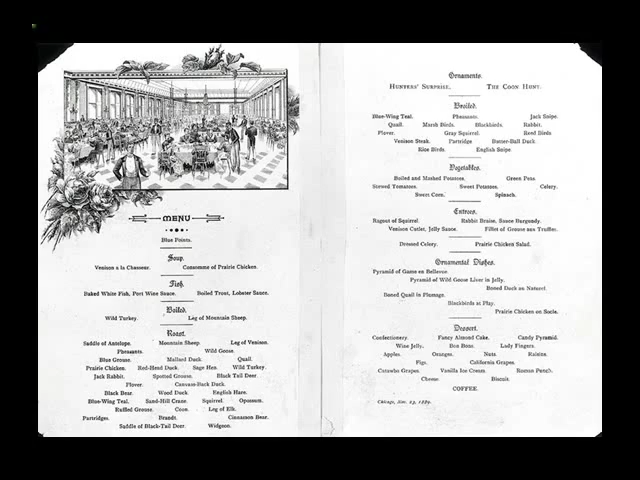 MENU
Blue Points.
Soup.
Venison a la Chasseur. Consomme of Prairie Chicken.
Fish.
Baked White Fish, Port Wine Sauce. Boiled Trout, Lobster Sauce.
Boiled.
Wild Turkey. Leg of Mountain Sheep.
Roast.
Saddle of Antelope. Mountain Sheep. Leg of Venison.
Pheasants. Wild Goose.
Blue Grouse. Mallard Duck. Quail.
Prairie Chicken. Red-Head Duck. Sage Hen. Wild Turkey.
Jack Rabbit. Spotted Grouse. Black Tail Deer.
Plover. Canvass-Back Duck.
Black Bear. Wood Duck. English Hare.
Blue-Wing Teal. Sand-Hill Crane. Squirrel. Opossum.
Ruffled Grouse. Coon. Leg of Elk.
Partridges. Brandt. Cinnamon Bear.
Saddle of Black-Tail Deer. Widgeon.
Ornaments.
Hunters' Surprise. The Coon Hunt.
Broiled.
Blue-Wing Teal. Pheasants. Jack Snipe.
Quail. Marsh Birds. Blackbirds. Rabbit.
Plover. Gray Squirrel. Reed Birds.
Venison Steak. Partridge. Butter-Ball Duck.
Rice Birds. English Snipe.
Vegetables.
Boiled and Mashed Potatoes. Green Peas.
Stewed Tomatoes. Sweet Potatoes. Celery.
Sweet Corn. Spinach.
Entrees.
Ragout of Squirrel. Rabbit Braise, Sauce Burgundy.
Venison Cutlet, Jelly Sauce. Fillet of Grouse aux Truffes.
Dressed Celery. Prairie Chicken Salad.
Ornamental Dishes.
Pyramid of Game en Bellevue.
Pyramid of Wild Goose Liver in Jelly.
Boned Duck au Naturel.
Boned Quail in Plumage.
Blackbirds at Play.
Prairie Chicken on Socle.
Dessert.
Confectionery. Fancy Almond Cake. Candy Pyramid.
Wine Jelly. Bon Bons. Lady Fingers.
Apples. Oranges. Nuts. Raisins.
Figs. California Grapes.
Catawba Grapes. Vanilla Ice Cream. Roman Punch.
Cheese. Biscuit.
COFFEE.
Chicago, Nov. 23, 1889.